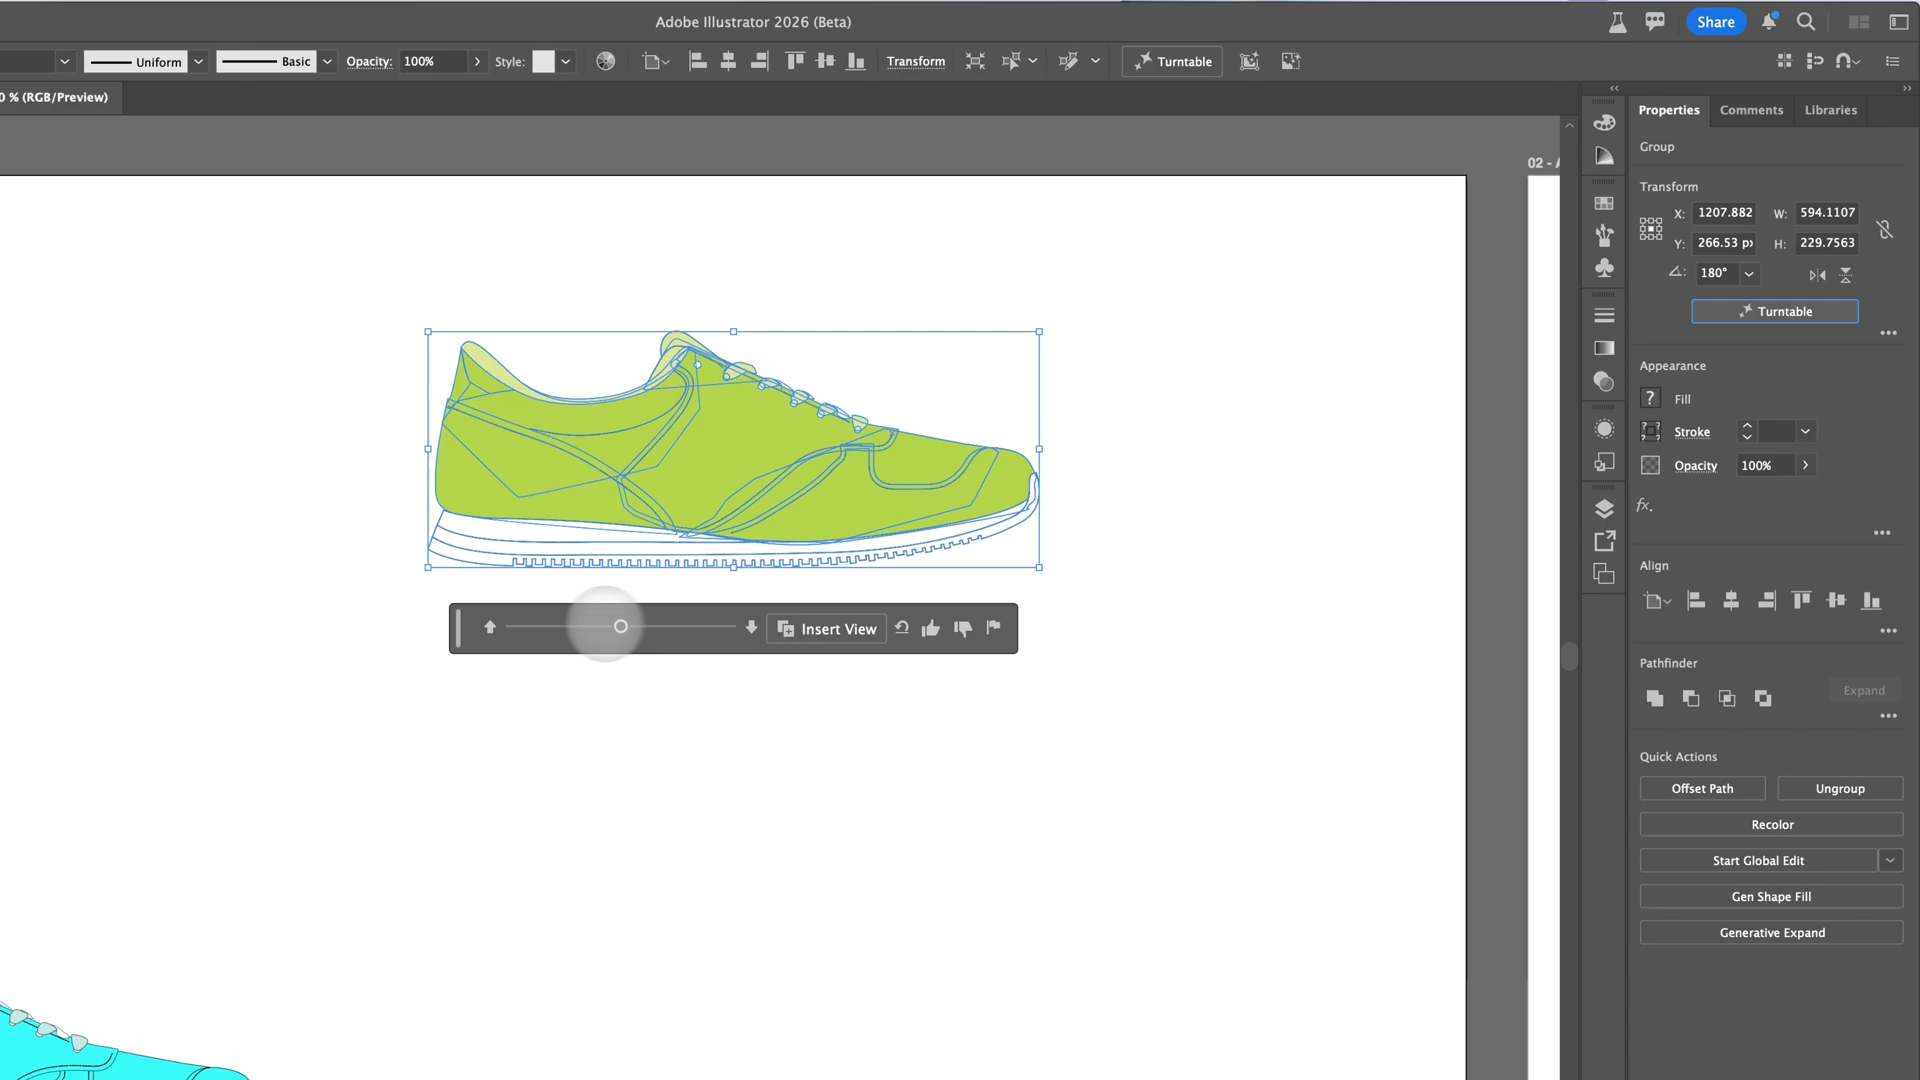 Adobe Illustrator 2026 (Beta)
Share
Uniform
Basic
Opacity:
100%
Style:
Transform
Turntable
0 % (RGB/Preview)
Properties
Comments
Libraries
Group
02 - A
Transform
X:
1207.882
W:
594.1107
Y:
266.53 px
H:
229.7563
180°
Turntable
Appearance
?
Fill
Stroke
Opacity
100%
fx.
Align
Insert View
Pathfinder
Expand
Quick Actions
Offset Path
Ungroup
Recolor
Start Global Edit
Gen Shape Fill
Generative Expand